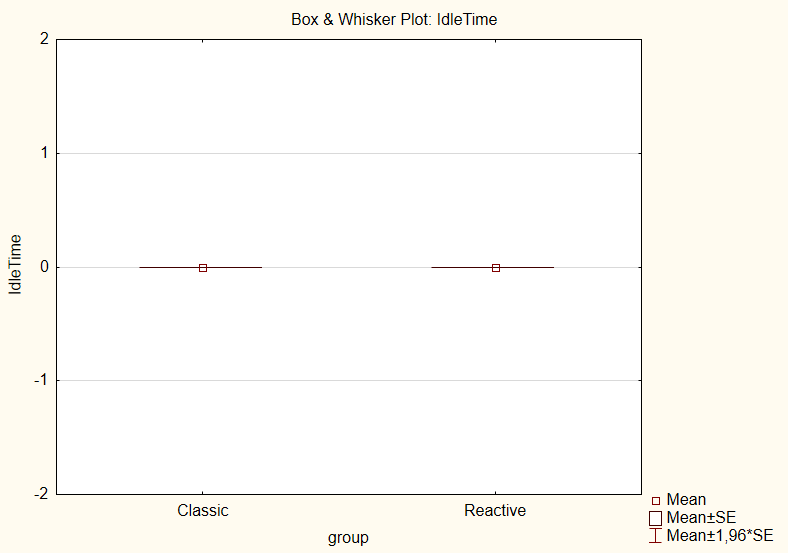 Box & Whisker Plot: IdleTime
2
1
0
-1
-2
IdleTime
Classic
Reactive
group
Mean
Mean±SE
Mean±1,96*SE